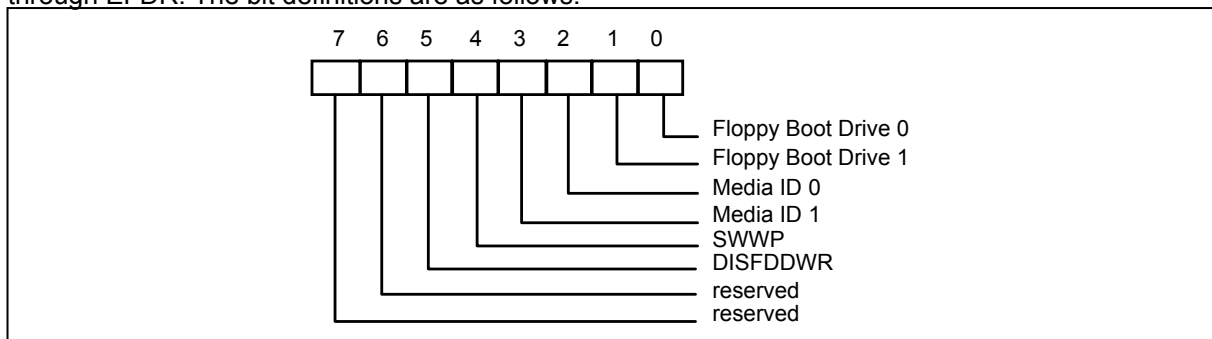 through EFDR. The bit definitions are as follows:
7 6 5 4 3 2 1 0
Floppy Boot Drive 0
Floppy Boot Drive 1
Media ID 0
Media ID 1
SWWP
DISFDDWR
reserved
reserved